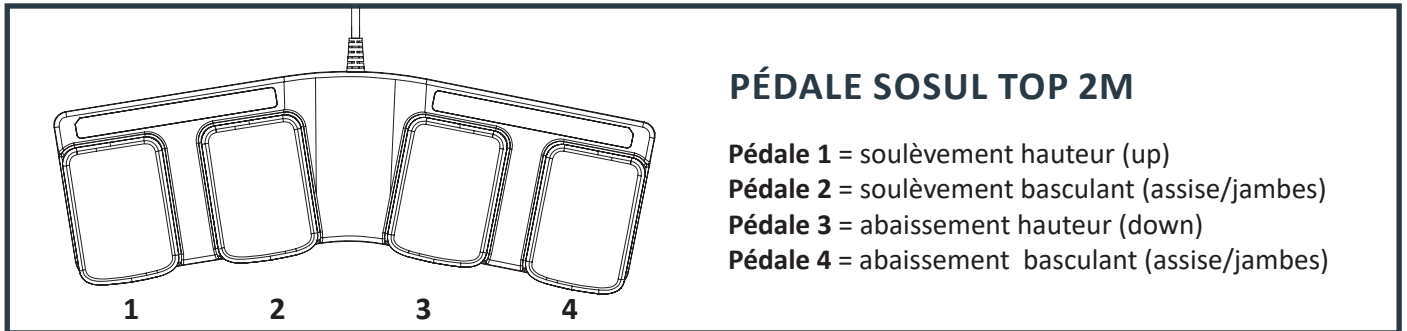 PÉDALE SOSUL TOP 2M
Pédale 1 = soulèvement hauteur (up)
Pédale 2 = soulèvement basculant (assise/jambes)
Pédale 3 = abaissement hauteur (down)
Pédale 4 = abaissement  basculant (assise/jambes)
1 2 3 4